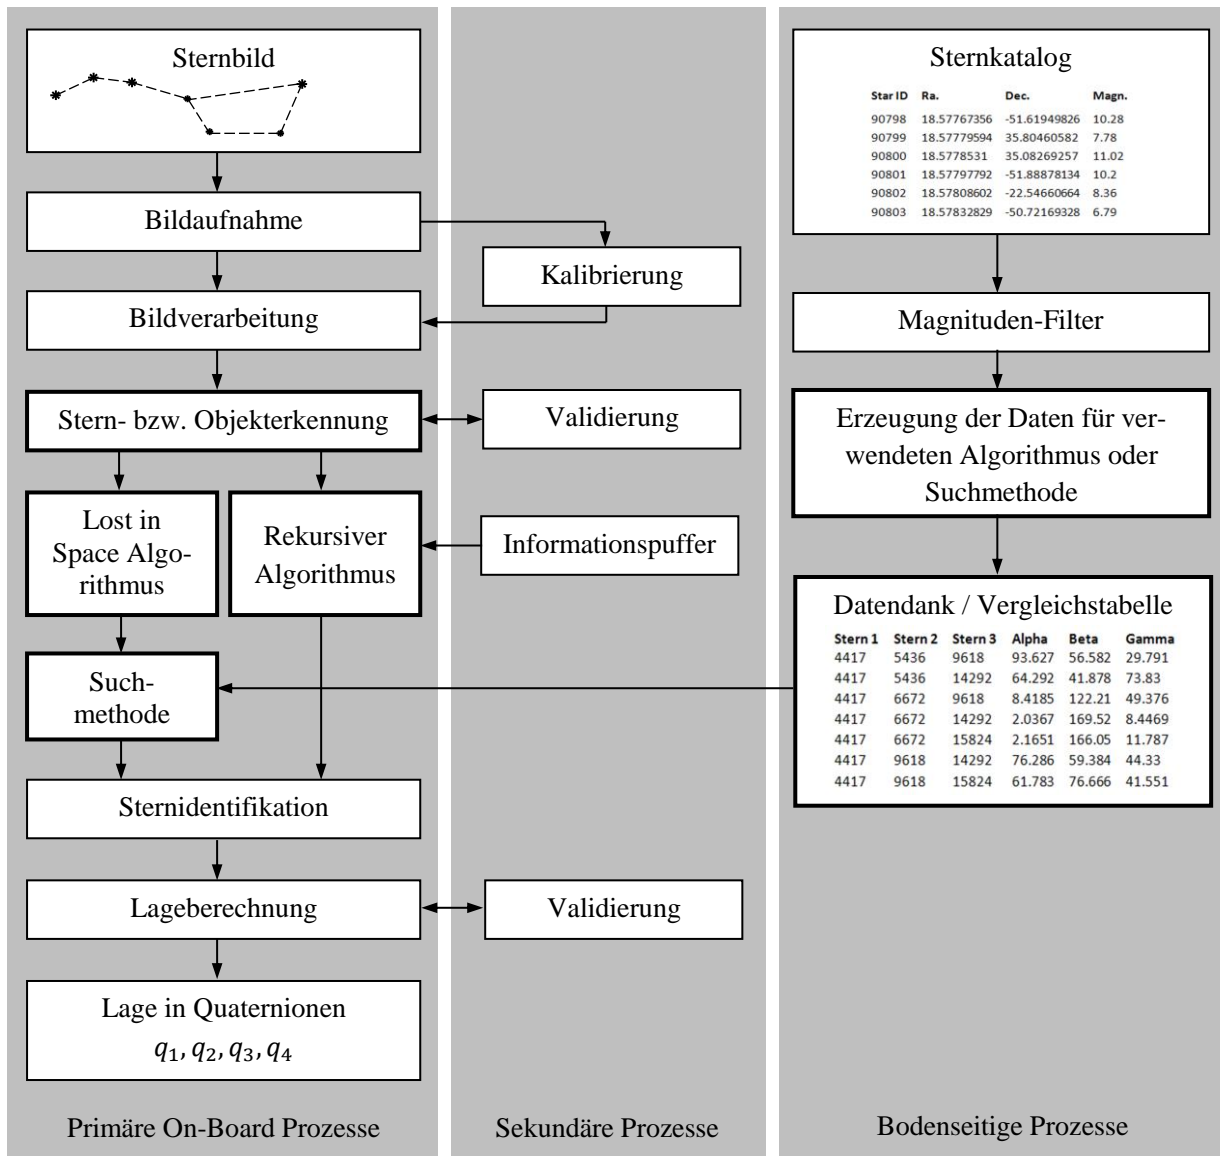 Sternbild
Bildaufnahme
Bildverarbeitung
Stern- bzw. Objekterkennung
Lost in
Space Algo-
rithmus
Rekursiver
Algorithmus
Such-
methode
Sternidentifikation
Lageberechnung
Lage in Quaternionen
q₁, q₂, q₃, q₄
Primäre On-Board Prozesse
Kalibrierung
Validierung
Informationspuffer
Validierung
Sekundäre Prozesse
Sternkatalog
Star ID Ra. Dec. Magn.
90798 18.57767356 -51.61949826 10.28
90799 18.57779594 35.80460582 7.78
90800 18.5778531 35.08269257 11.02
90801 18.57797792 -51.88878134 10.2
90802 18.57808602 -22.54660664 8.36
90803 18.57832829 -50.72169328 6.79
Magnituden-Filter
Erzeugung der Daten für ver-
wendeten Algorithmus oder
Suchmethode
Datendank / Vergleichstabelle
Stern 1 Stern 2 Stern 3 Alpha Beta Gamma
4417 5436 9618 93.627 56.582 29.791
4417 5436 14292 64.292 41.878 73.83
4417 6672 9618 8.4185 122.21 49.376
4417 6672 14292 2.0367 169.52 8.4469
4417 6672 15824 2.1651 166.05 11.787
4417 9618 14292 76.286 59.384 44.33
4417 9618 15824 61.783 76.666 41.551
Bodenseitige Prozesse